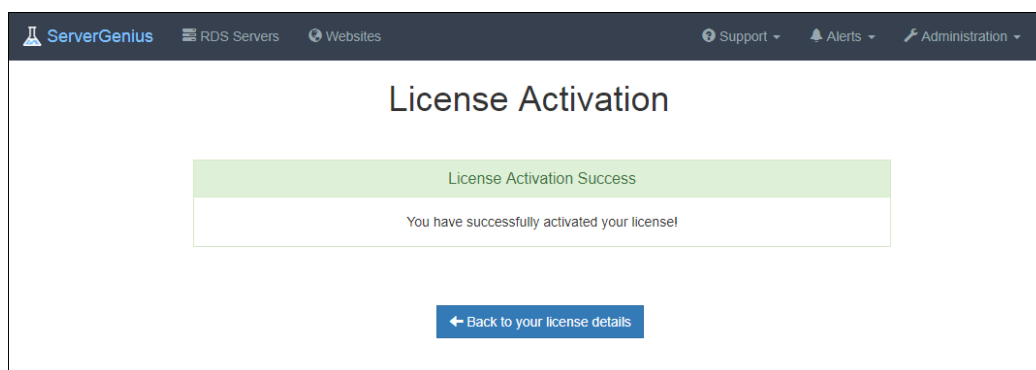 ServerGenius RDS Servers Websites Support Alerts Administration
License Activation
License Activation Success
You have successfully activated your license!
Back to your license details